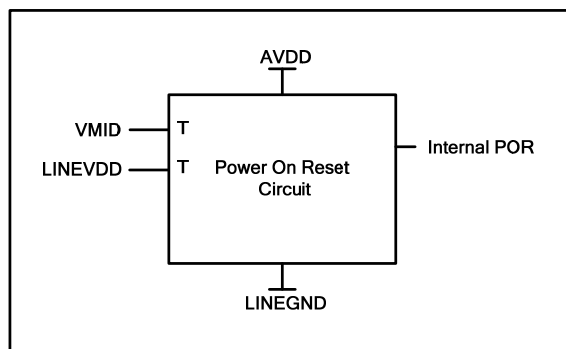 AVDD
VMID
T
LINEVDD
T
Power On Reset
Circuit
Internal POR
LINEGND